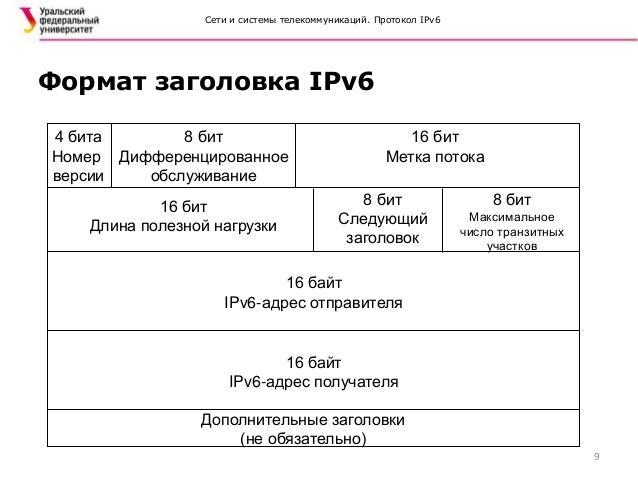 Уральский
федеральный
университет
Сети и системы телекоммуникаций. Протокол IPv6
Формат заголовка IPv6
4 бита
Номер
версии
8 бит
Дифференцированное
обслуживание
16 бит
Метка потока
16 бит
Длина полезной нагрузки
8 бит
Следующий
заголовок
8 бит
Максимальное
число транзитных
участков
16 байт
IPv6-адрес отправителя
16 байт
IPv6-адрес получателя
Дополнительные заголовки
(не обязательно)
9